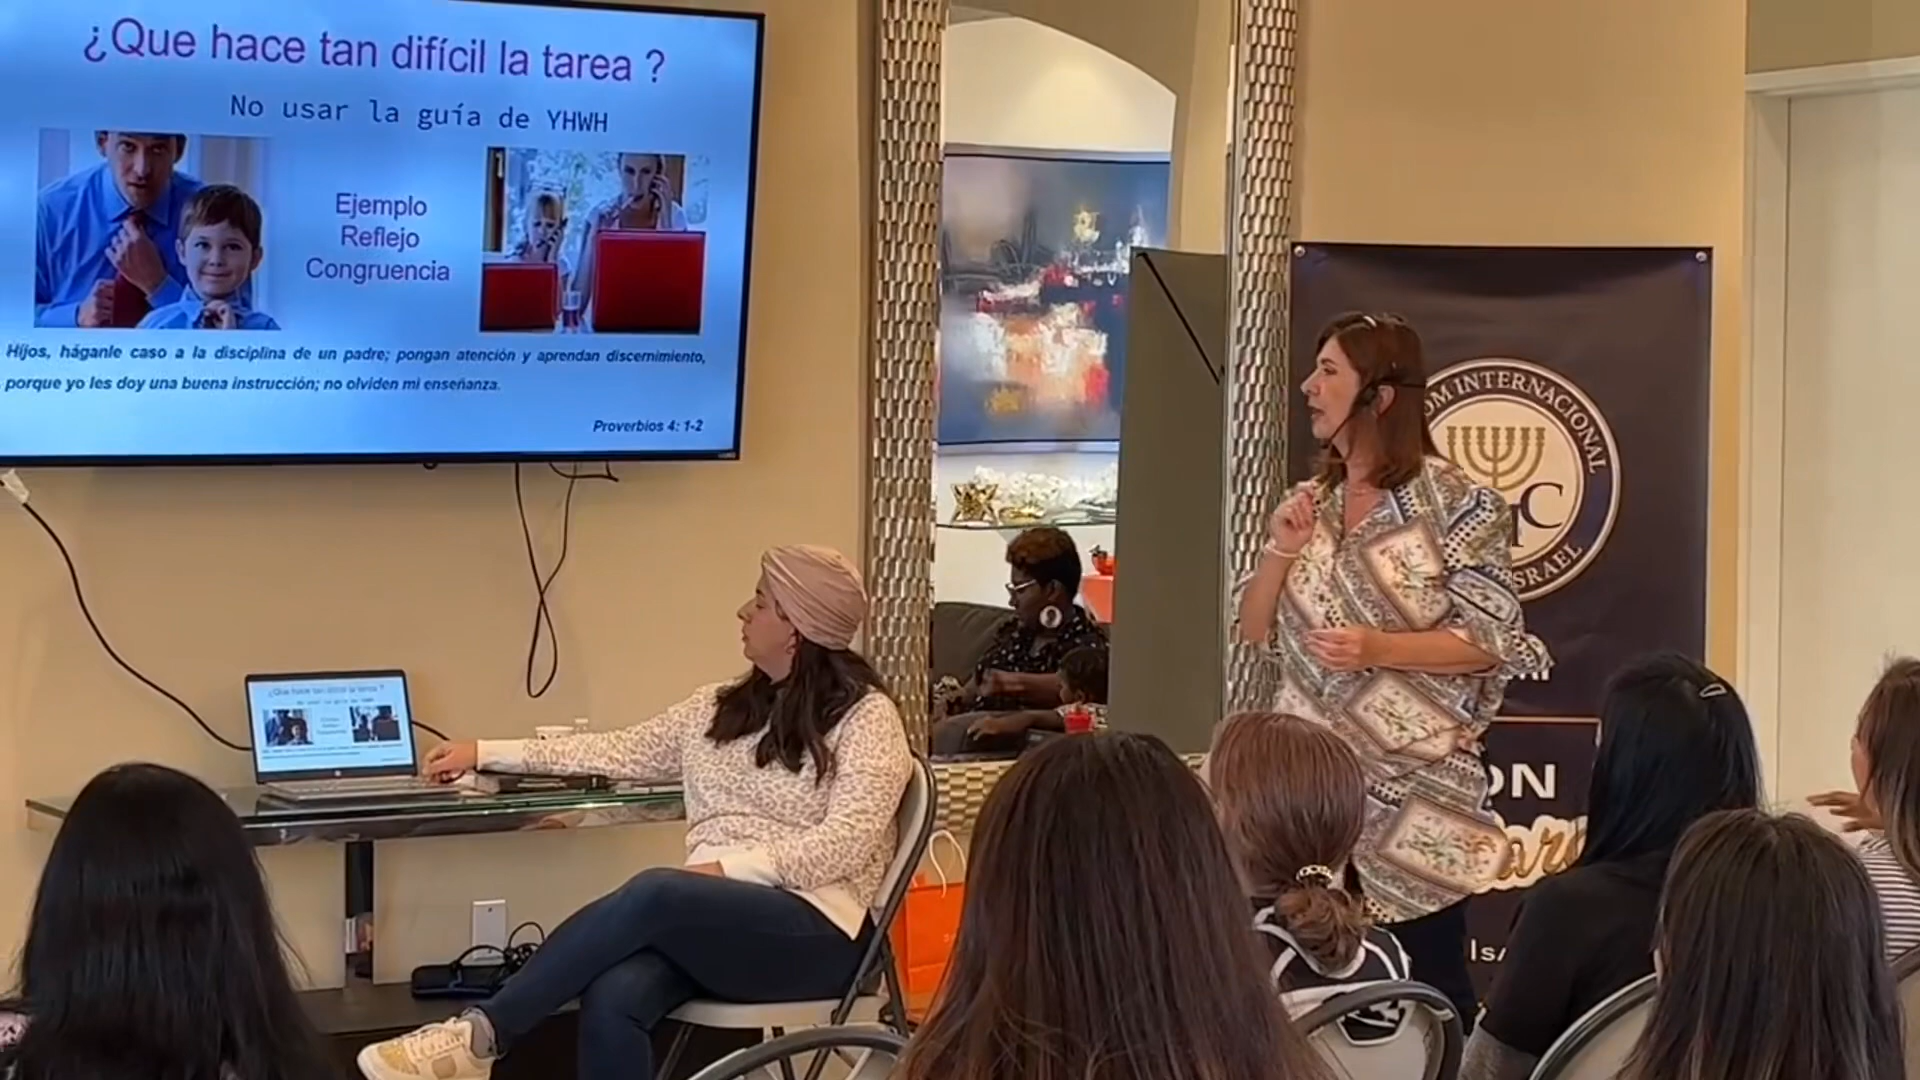 ¿Que hace tan difícil la tarea ?
No usar la guía de YHWH
Ejemplo
Reflejo
Congruencia
Hijos, háganle caso a la disciplina de un padre; pongan atención y aprendan discernimiento,
porque yo les doy una buena instrucción; no olviden mi enseñanza.
Proverbios 4: 1-2
INTERNACIONAL
C